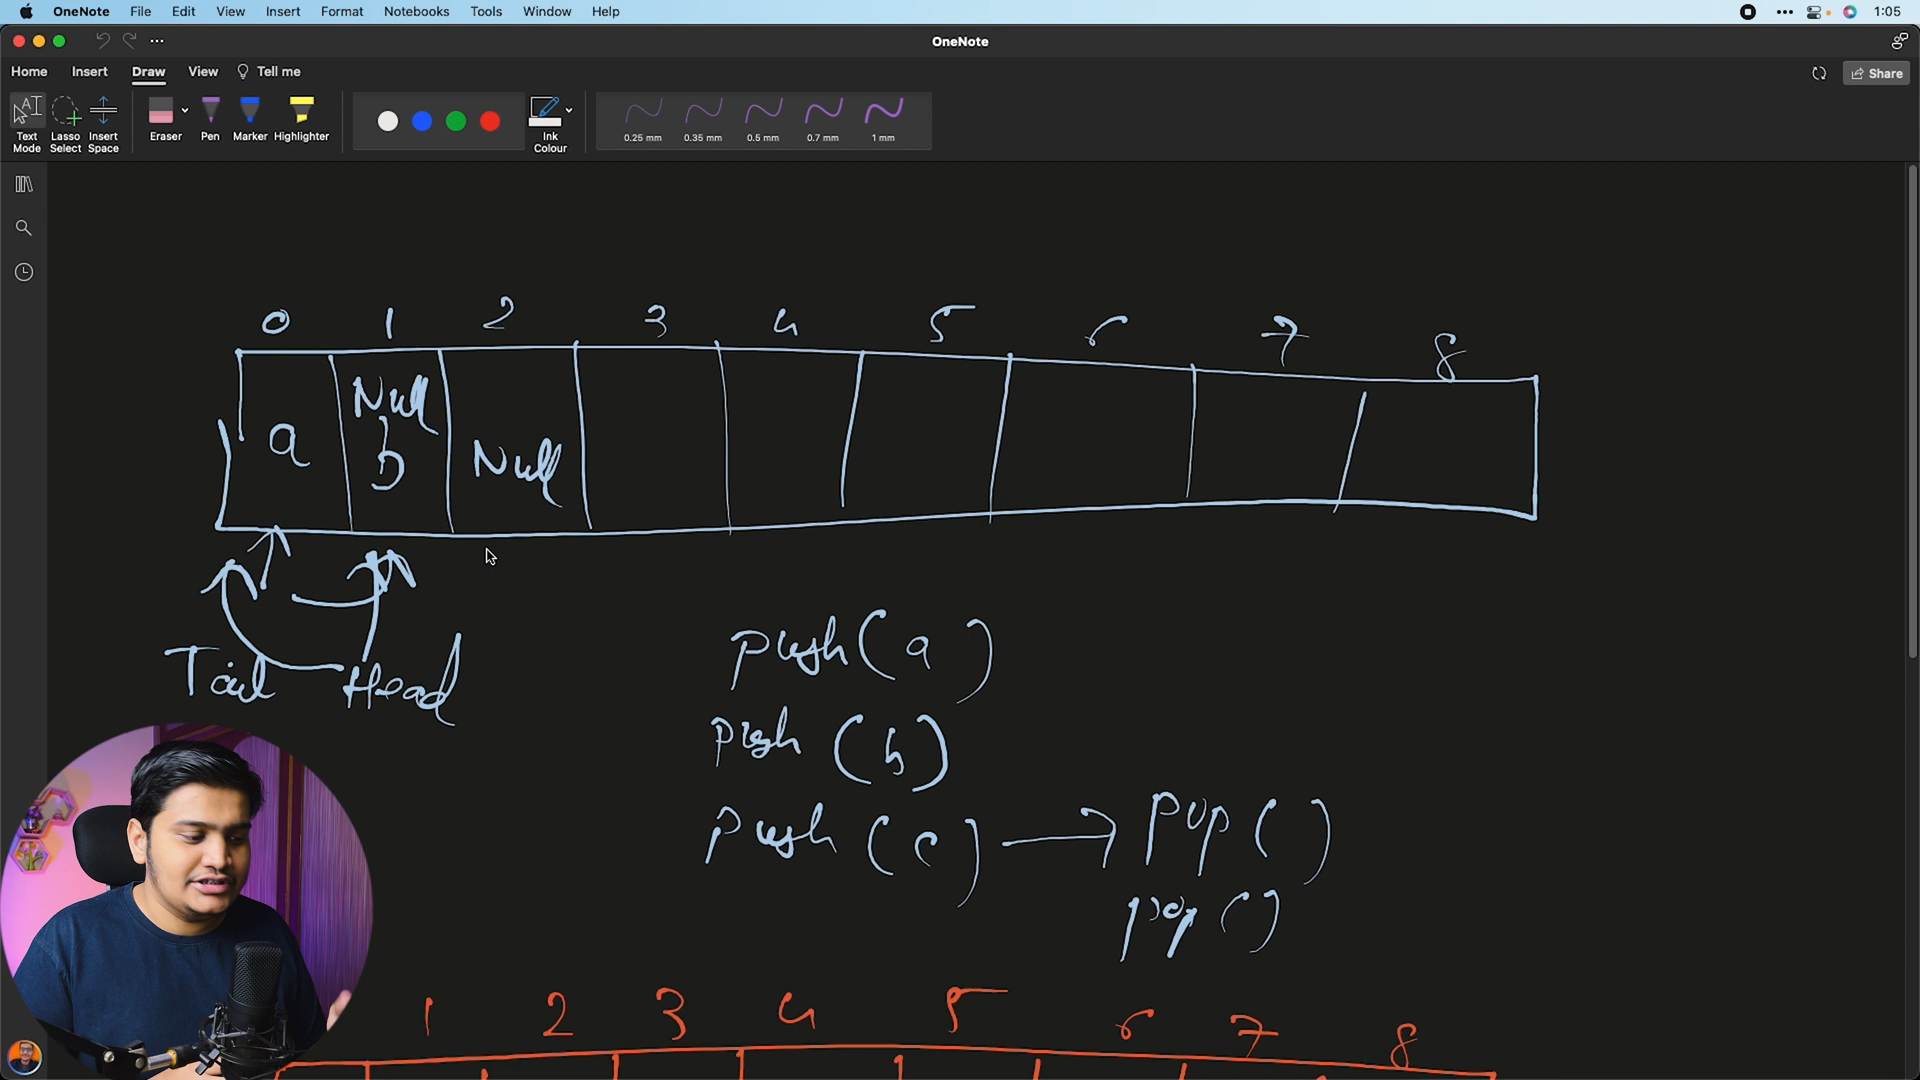 OneNote File Edit View Insert Format Notebooks Tools Window Help 1:05
OneNote
Home Insert Draw View Tell me Share
Text Mode Lasso Select Insert Space Eraser Pen Marker Highlighter Ink Colour 0.25 mm 0.35 mm 0.5 mm 0.7 mm 1 mm
0 1 2 3 4 5 6 7 8
Null
a b Null
Tail Head
push(a)
push(b)
push(c) → pop()
pop()
1 2 3 4 5 6 7 8